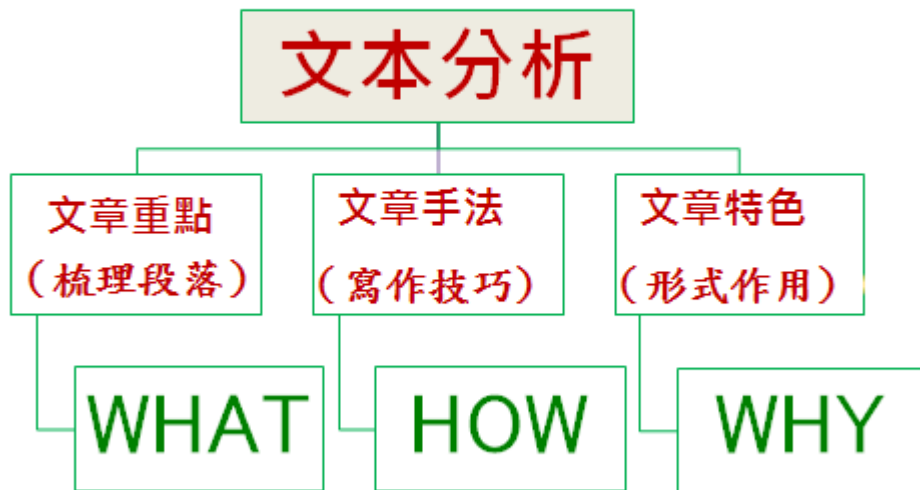 文本分析
文章重點
（梳理段落）
WHAT
文章手法
（寫作技巧）
HOW
文章特色
（形式作用）
WHY